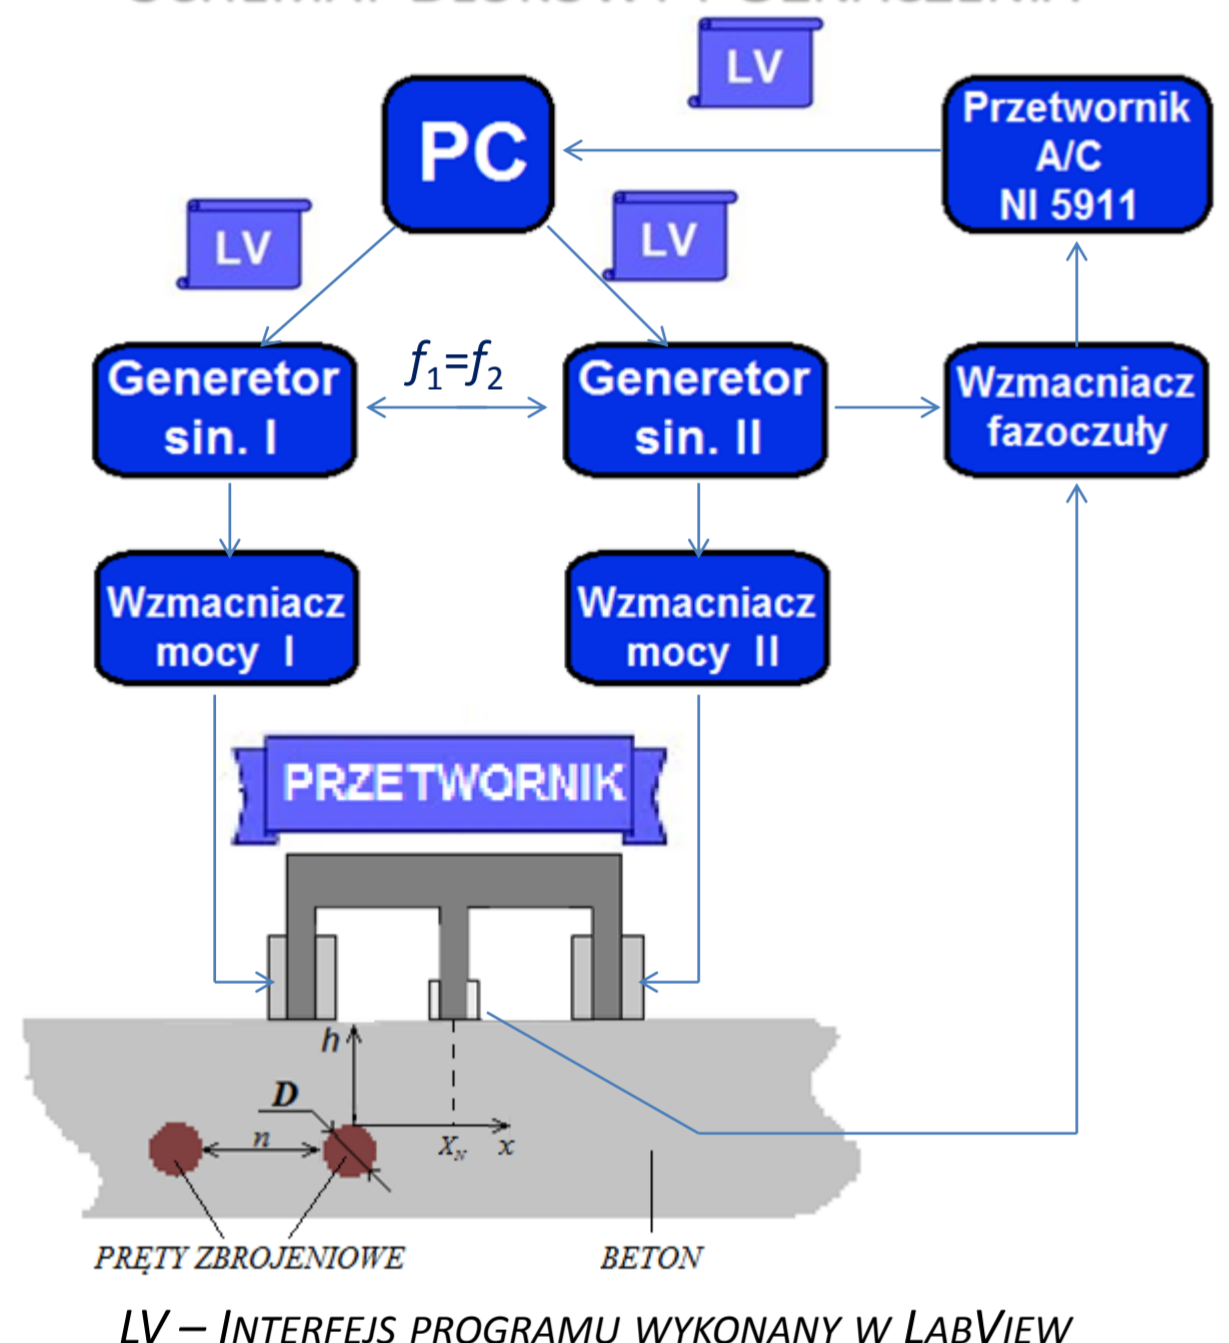 LV
PC
Przetwornik
A/C
NI 5911
LV
LV
Generetor
sin. I
f1=f2
Generetor
sin. II
Wzmacniacz
fazoczuły
Wzmacniacz
mocy I
Wzmacniacz
mocy II
PRZETWORNIK
h
D
n
XN
x
PRĘTY ZBROJENIOWE
BETON
LV – INTERFEJS PROGRAMU WYKONANY W LABVIEW